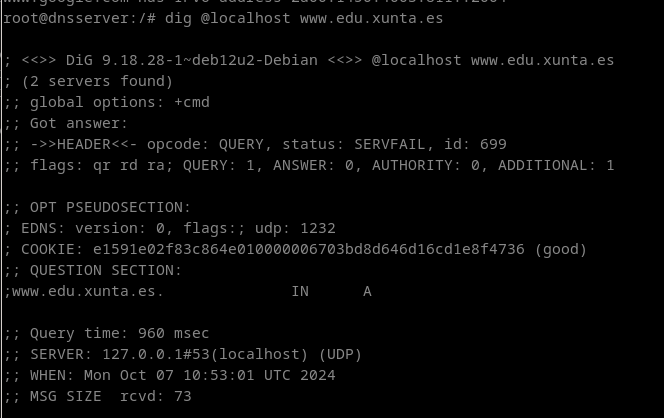 root@dnsserver:/# dig @localhost www.edu.xunta.es

; <<>> DiG 9.18.28-1~deb12u2-Debian <<>> @localhost www.edu.xunta.es
; (2 servers found)
;; global options: +cmd
;; Got answer:
;; ->>HEADER<<- opcode: QUERY, status: SERVFAIL, id: 699
;; flags: qr rd ra; QUERY: 1, ANSWER: 0, AUTHORITY: 0, ADDITIONAL: 1

;; OPT PSEUDOSECTION:
; EDNS: version: 0, flags:; udp: 1232
; COOKIE: e1591e02f83c864e010000006703bd8d646d16cd1e8f4736 (good)
;; QUESTION SECTION:
;www.edu.xunta.es.		IN	A

;; Query time: 960 msec
;; SERVER: 127.0.0.1#53(localhost) (UDP)
;; WHEN: Mon Oct 07 10:53:01 UTC 2024
;; MSG SIZE  rcvd: 73